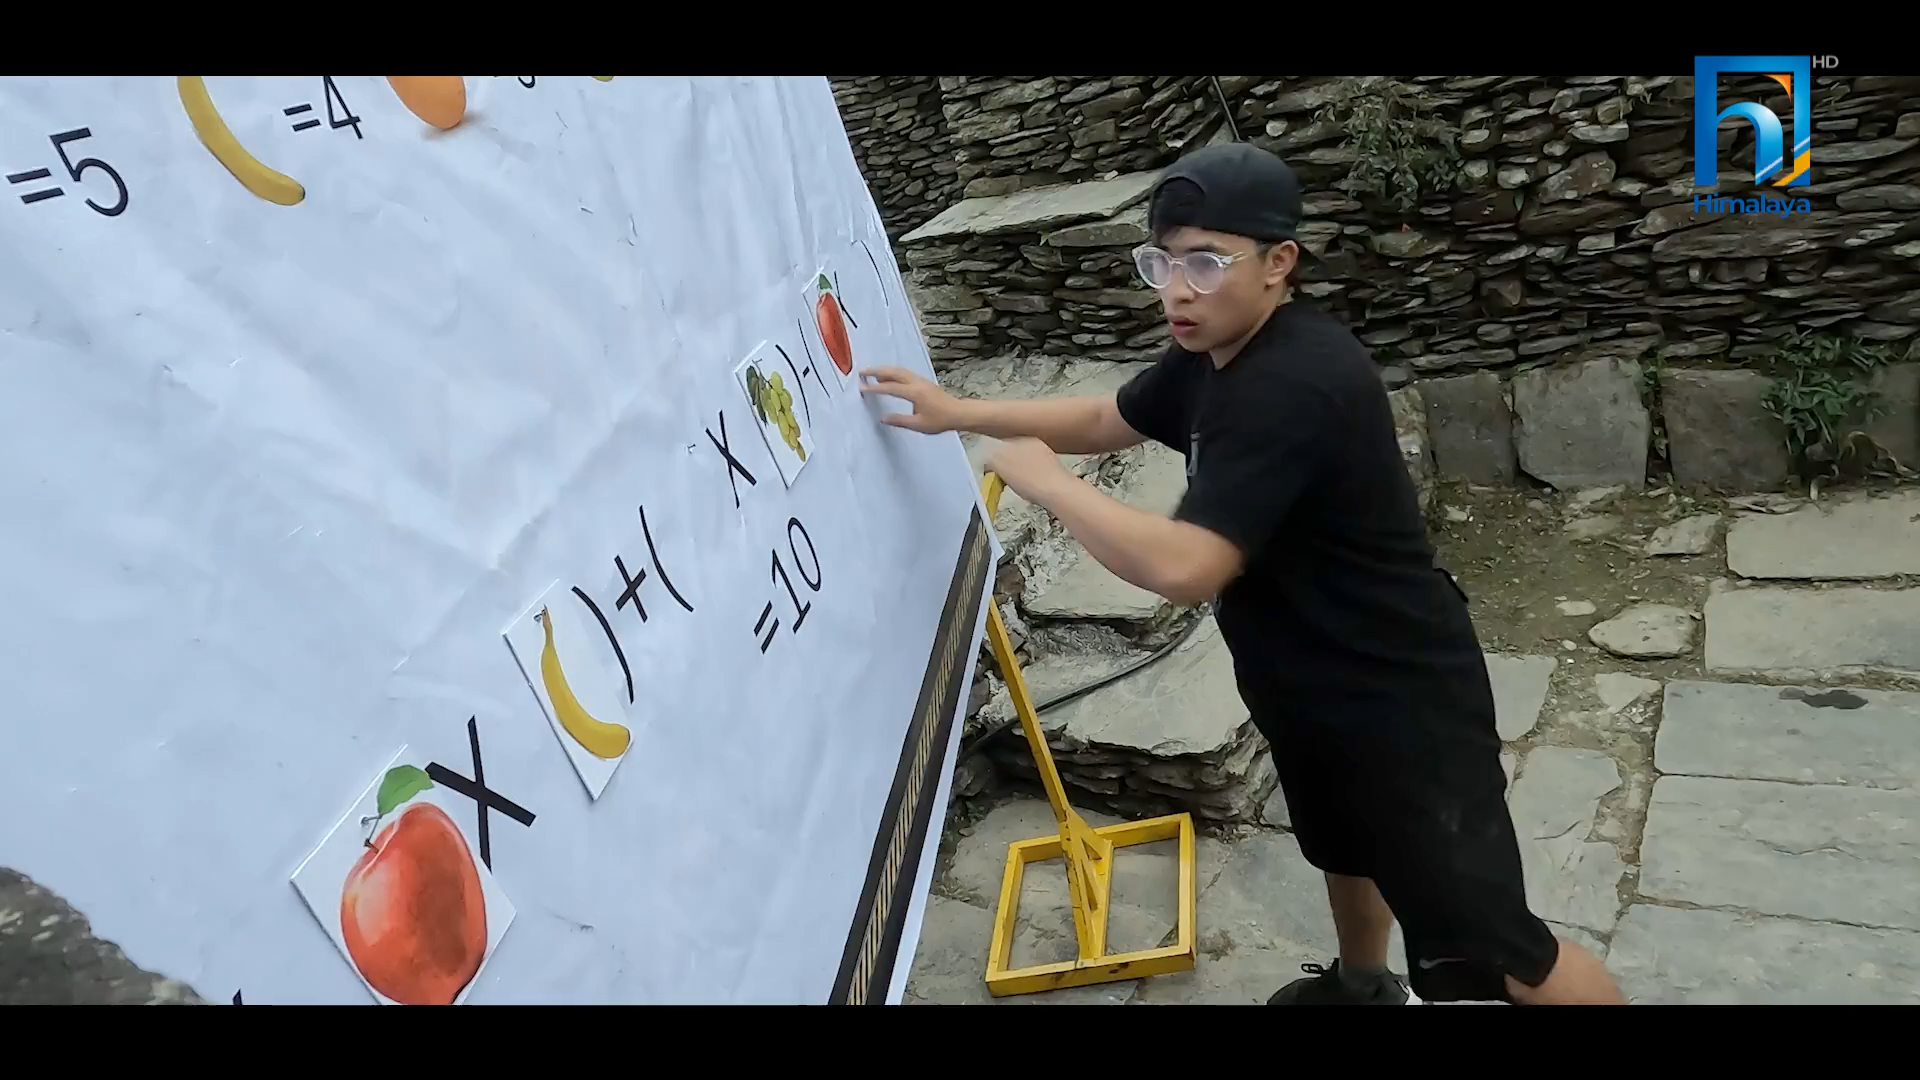 HD
Himalaya
=5 =4
X )+( X )-( X )
=10